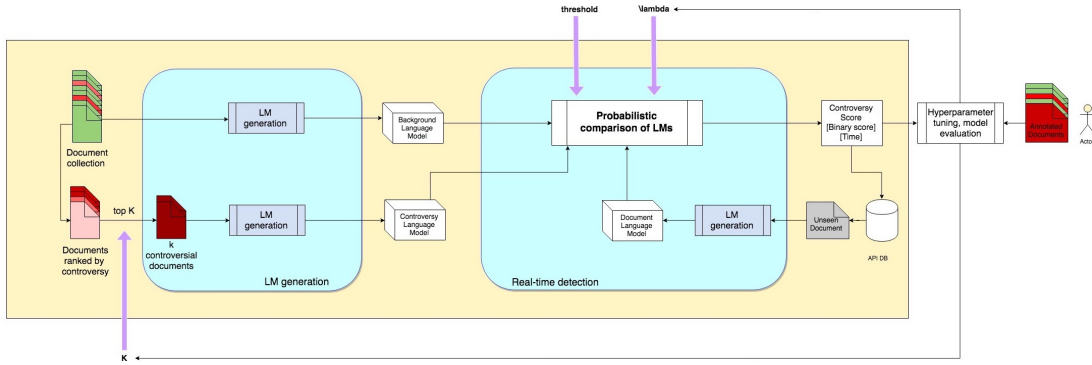 threshold
\lambda
Document
collection
LM
generation
Background
Language
Model
Probabilistic
comparison of LMs
Controversy
Score
[Binary score]
[Time]
Hyperparameter
tuning, model
evaluation
Annotated
Documents
Actor
top K
Documents
ranked by
controversy
k
controversial
documents
LM
generation
Controversy
Language
Model
Document
Language
Model
LM
generation
Unseen
Document
API DB
LM generation
Real-time detection
K